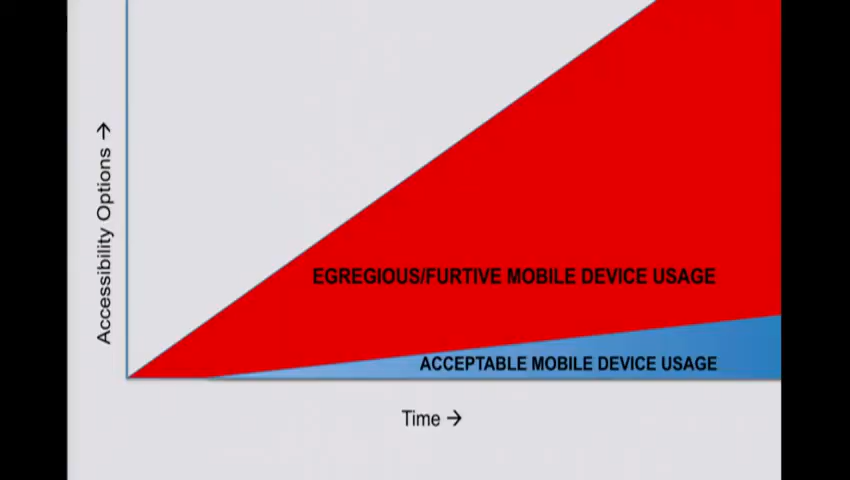 Accessibility Options →
EGREGIOUS/FURTIVE MOBILE DEVICE USAGE
ACCEPTABLE MOBILE DEVICE USAGE
Time →